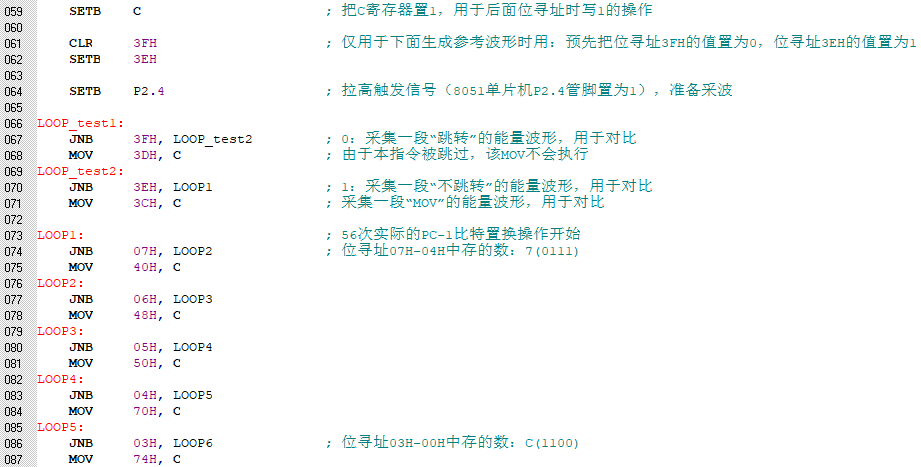 059 SETB C ; 把C寄存器置1，用于后面位寻址时写1的操作
060
061 CLR 3FH ; 仅用于下面生成参考波形时用：预先把位寻址3FH的值置为0，位寻址3EH的值置为1
062 SETB 3EH
063
064 SETB P2.4 ; 拉高触发信号（8051单片机P2.4管脚置为1），准备采波
065
066 LOOP_test1:
067 JNB 3FH, LOOP_test2 ; 0：采集一段“跳转”的能量波形，用于对比
068 MOV 3DH, C ; 由于本指令被跳过，该MOV不会执行
069 LOOP_test2:
070 JNB 3EH, LOOP1 ; 1：采集一段“不跳转”的能量波形，用于对比
071 MOV 3CH, C ; 采集一段“MOV”的能量波形，用于对比
072
073 LOOP1: ; 56次实际的PC-1比特置换操作开始
074 JNB 07H, LOOP2 ; 位寻址07H-04H中存的数：7(0111)
075 MOV 40H, C
076 LOOP2:
077 JNB 06H, LOOP3
078 MOV 48H, C
079 LOOP3:
080 JNB 05H, LOOP4
081 MOV 50H, C
082 LOOP4:
083 JNB 04H, LOOP5
084 MOV 70H, C
085 LOOP5:
086 JNB 03H, LOOP6 ; 位寻址03H-00H中存的数：C(1100)
087 MOV 74H, C